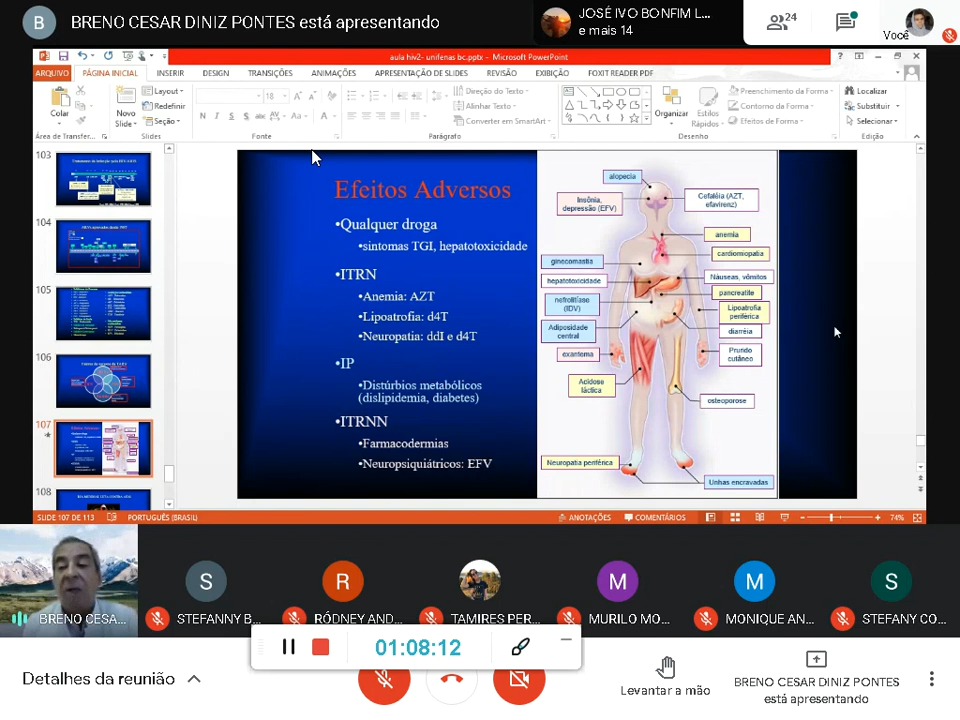 B
BRENO CESAR DINIZ PONTES está apresentando
JOSÉ IVO BONFIM L...
e mais 14
24
Você
aula hiv2- unifenas bc.pptx - PowerPoint
ARQUIVO
PÁGINA INICIAL
INSERIR
DESIGN
TRANSIÇÕES
ANIMAÇÕES
APRESENTAÇÃO DE SLIDES
REVISÃO
EXIBIÇÃO
FOXIT READER PDF
Colar
Novo
Slide
Layout
Redefinir
Seção
18
N I S S abc AV Aa A
Direção do Texto
Alinhar Texto
Converter em SmartArt
Organizar
Estilos
Rápidos
Preenchimento da Forma
Contorno da Forma
Efeitos de Forma
Localizar
Substituir
Selecionar
Área de Transfer...
Slides
Fonte
Parágrafo
Desenho
Edição
103
104
105
106
107
108
Efeitos Adversos
•Qualquer droga
•sintomas TGI, hepatotoxicidade
•ITRN
•Anemia: AZT
•Lipoatrofia: d4T
•Neuropatia: ddI e d4T
•IP
•Distúrbios metabólicos
(dislipidemia, diabetes)
•ITRNN
•Farmacodermias
•Neuropsiquiátricos: EFV
alopecia
Insônia,
depressão (EFV)
Cefaléia (AZT,
efavirenz)
anemia
cardiomiopatia
ginecomastia
Náuseas, vômitos
hepatotoxicidade
pancreatite
nefrolitíase
(IDV)
Lipoatrofia
periférica
Adiposidade
central
diarréia
exantema
Prurido
cutâneo
Acidose
láctica
osteoporose
Neuropatia periférica
Unhas encravadas
SLIDE 107 DE 113
PORTUGUÊS (BRASIL)
ANOTAÇÕES
COMENTÁRIOS
74%
BRENO CESA...
S
STEFANNY B...
R
RÓDNEY AND...
TAMIRES PER...
M
MURILO MO...
M
MONIQUE AN...
S
STEFANY CO...
01:08:12
Detalhes da reunião
Levantar a mão
BRENO CESAR DINIZ PONTES
está apresentando